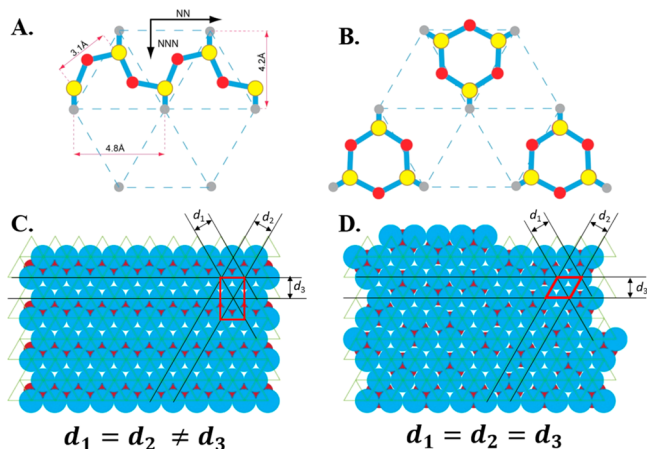 A.
NN
NNN
3.1Å
4.2Å
4.8Å
B.
C.
d1
d2
d3
d1 = d2 ≠ d3
D.
d1
d2
d3
d1 = d2 = d3